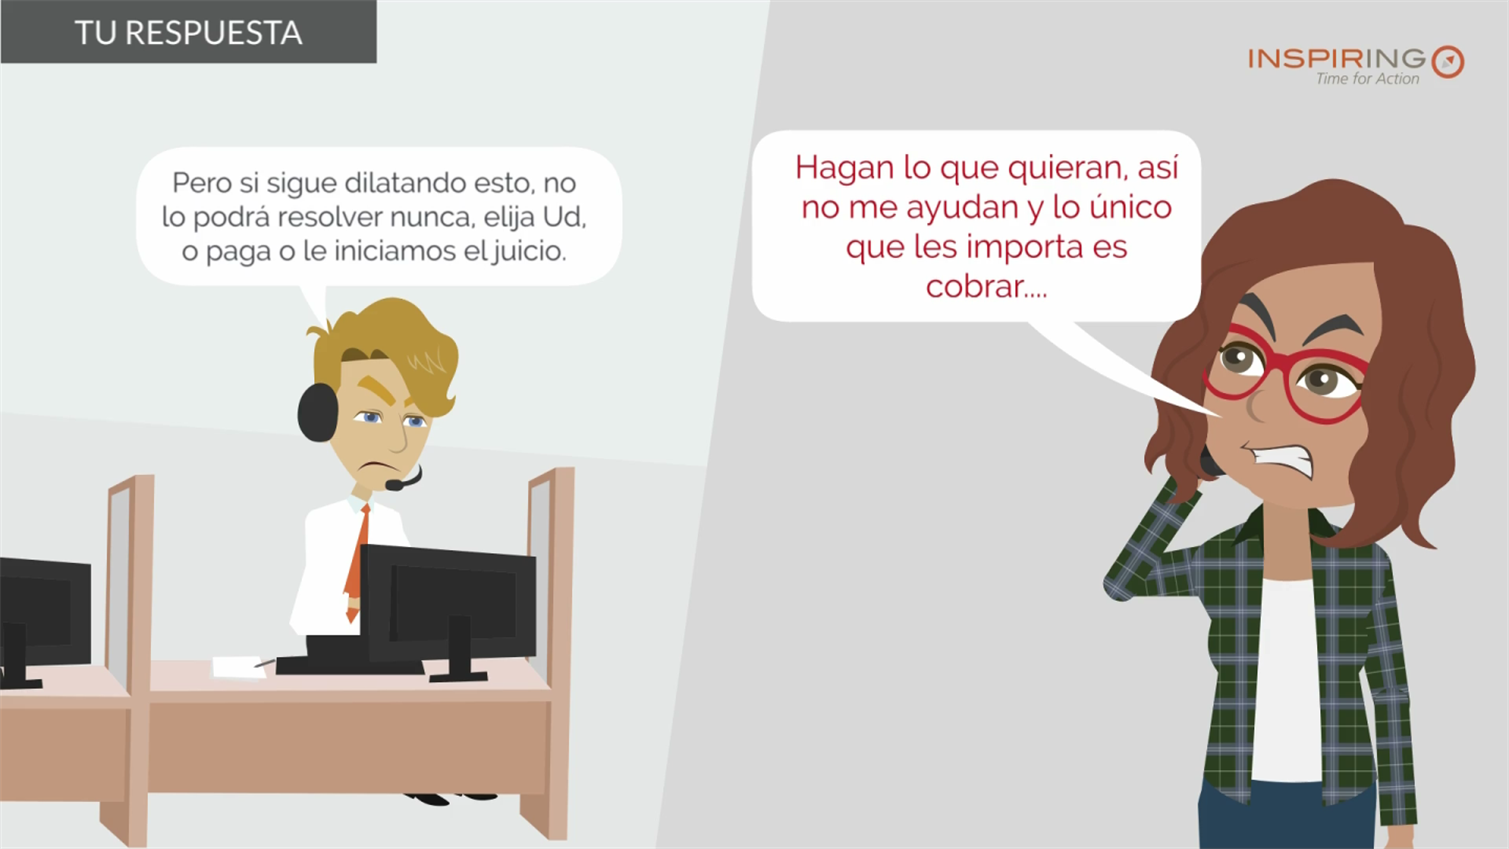 TU RESPUESTA
INSPIRING
Time for Action
Pero si sigue dilatando esto, no
lo podrá resolver nunca, elija Ud,
o paga o le iniciamos el juicio.
Hagan lo que quieran, así
no me ayudan y lo único
que les importa es
cobrar....